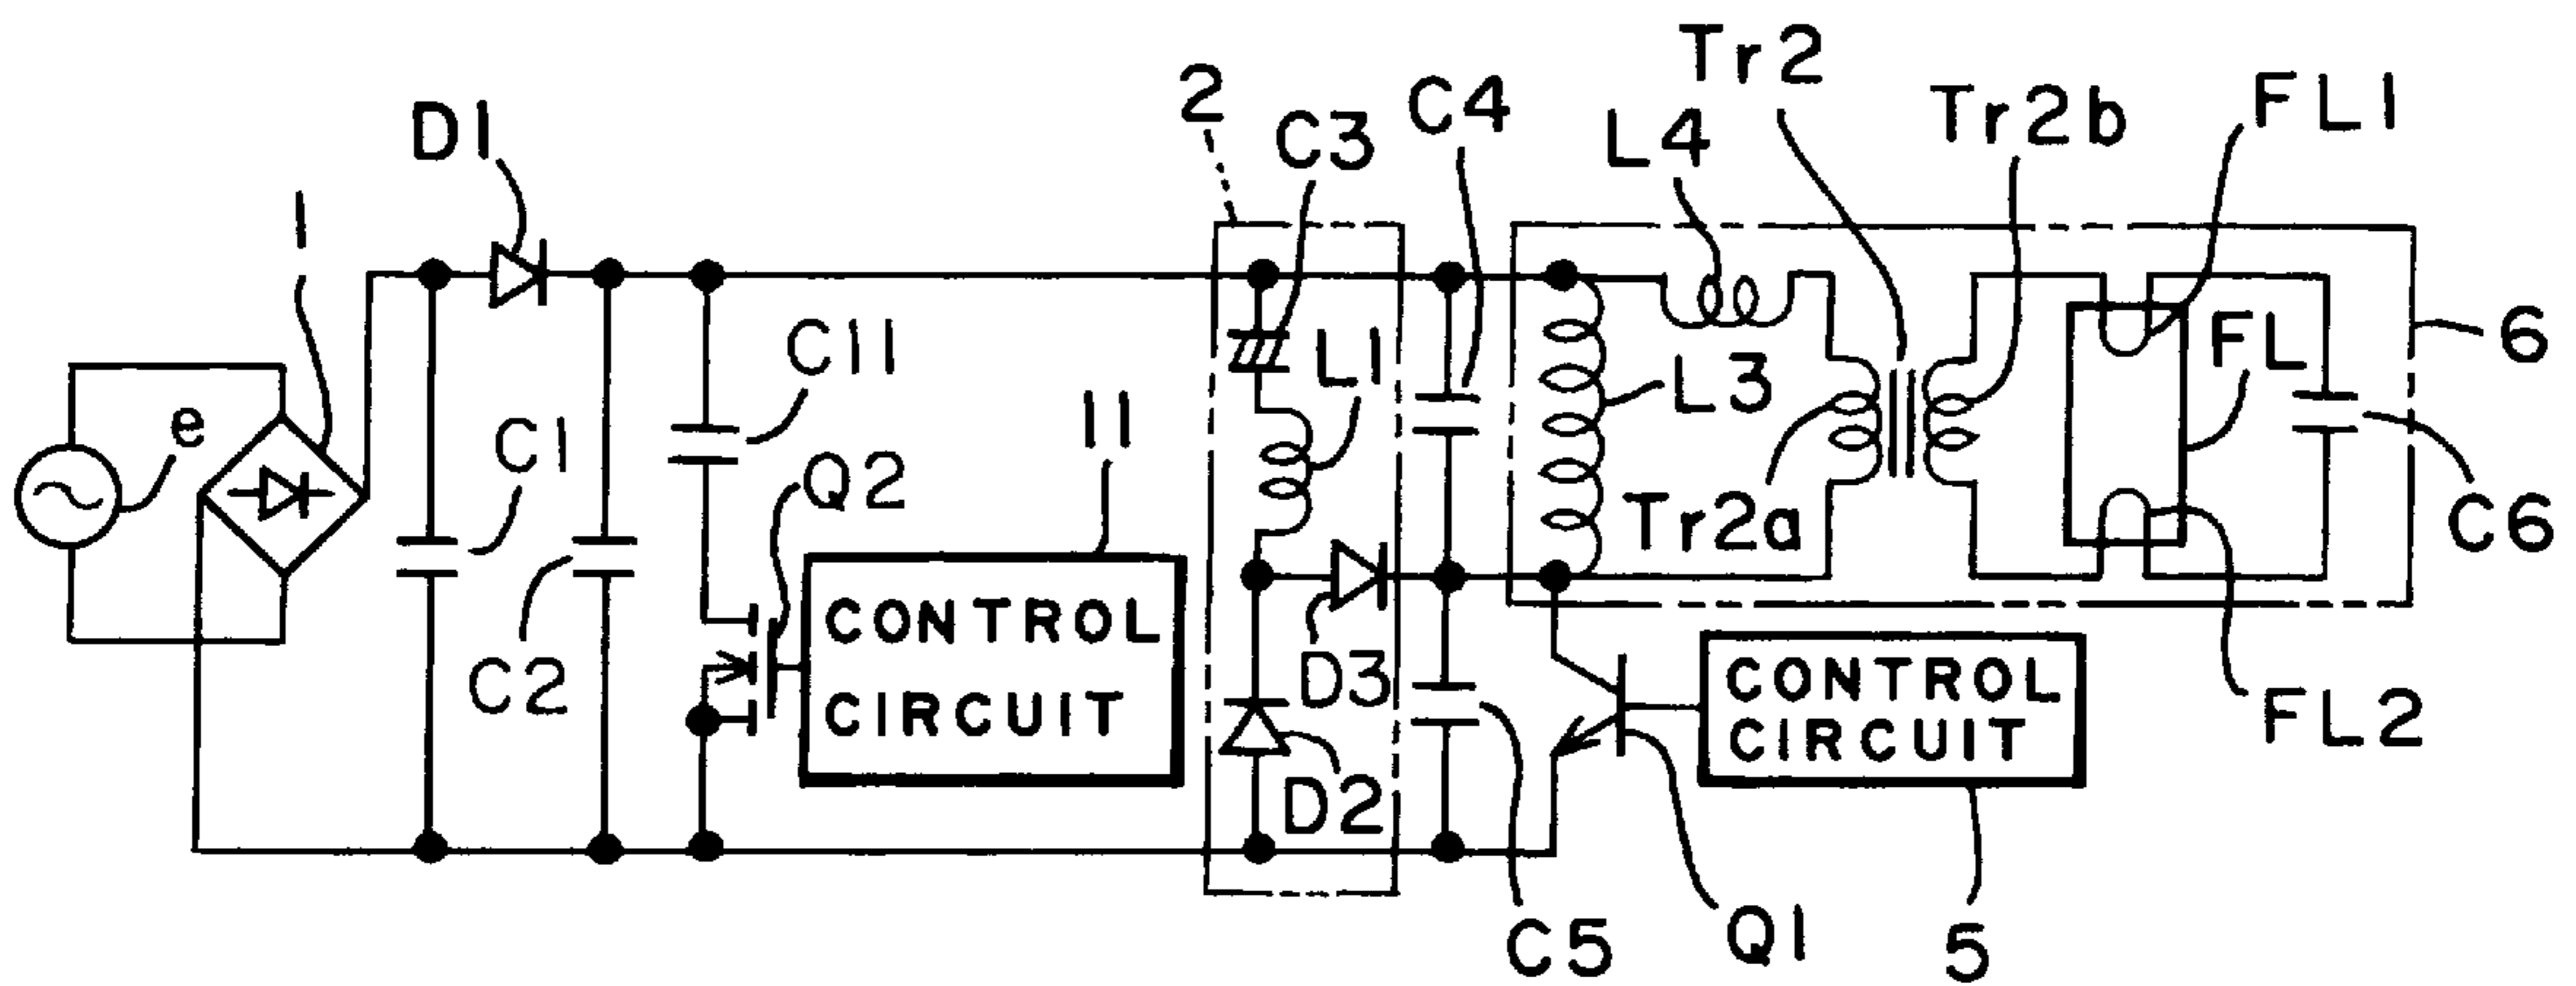 Tr2
2
C4
FL1
D1
C3
L4
Tr2b
1
6
C11
L1
FL
L3
11
e
C1
Q2
Tr2a
C6
CONTROL
CIRCUIT
D3
C2
CONTROL
CIRCUIT
FL2
D2
C5
Q1
5